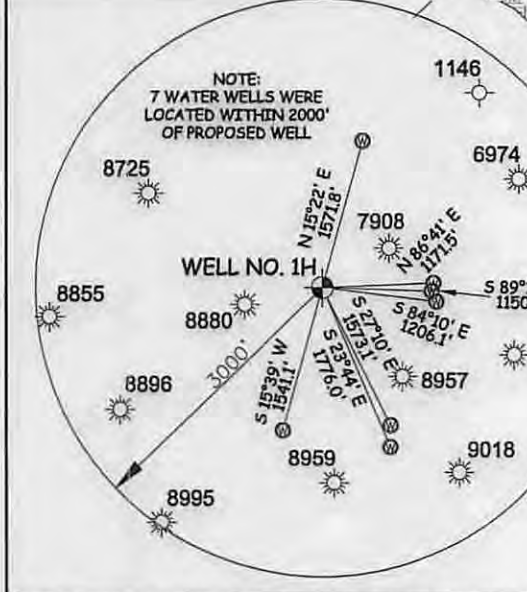 1146
NOTE:
7 WATER WELLS WERE
LOCATED WITHIN 2000'
OF PROPOSED WELL
6974
8725
N 15°22' E
1571.8'
7908
N 86°41' E
1171.5'
WELL NO. 1H
8855
8880
S 84°10' E
1206.1'
S 27°10' E
1573.1'
S 23°44' E
1776.0'
3000'
S 15°39' W
1541.1'
8896
8957
8959
9018
8995
W
W
W
W
W
W
W